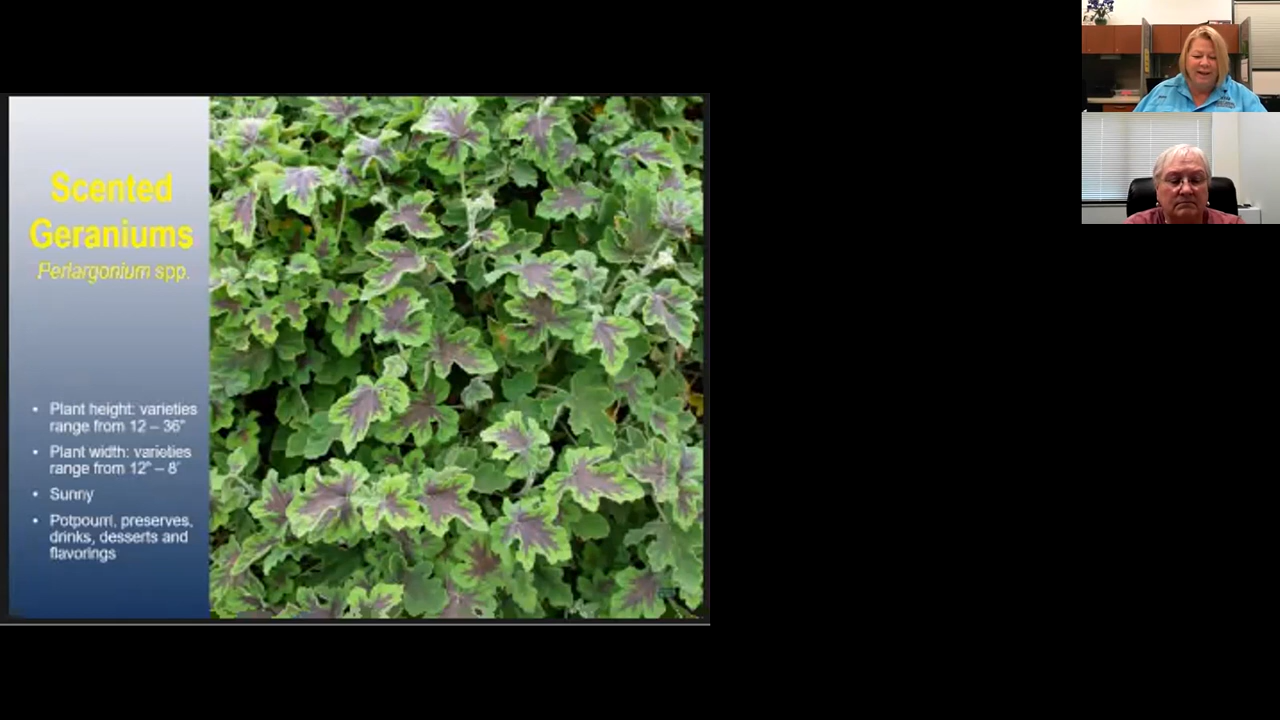 Scented
Geraniums
Perlargonium spp.
• Plant height: varieties
range from 12 – 36"
• Plant width: varieties
range from 12" – 8'
• Sunny
• Potpourri, preserves,
drinks, desserts and
flavorings